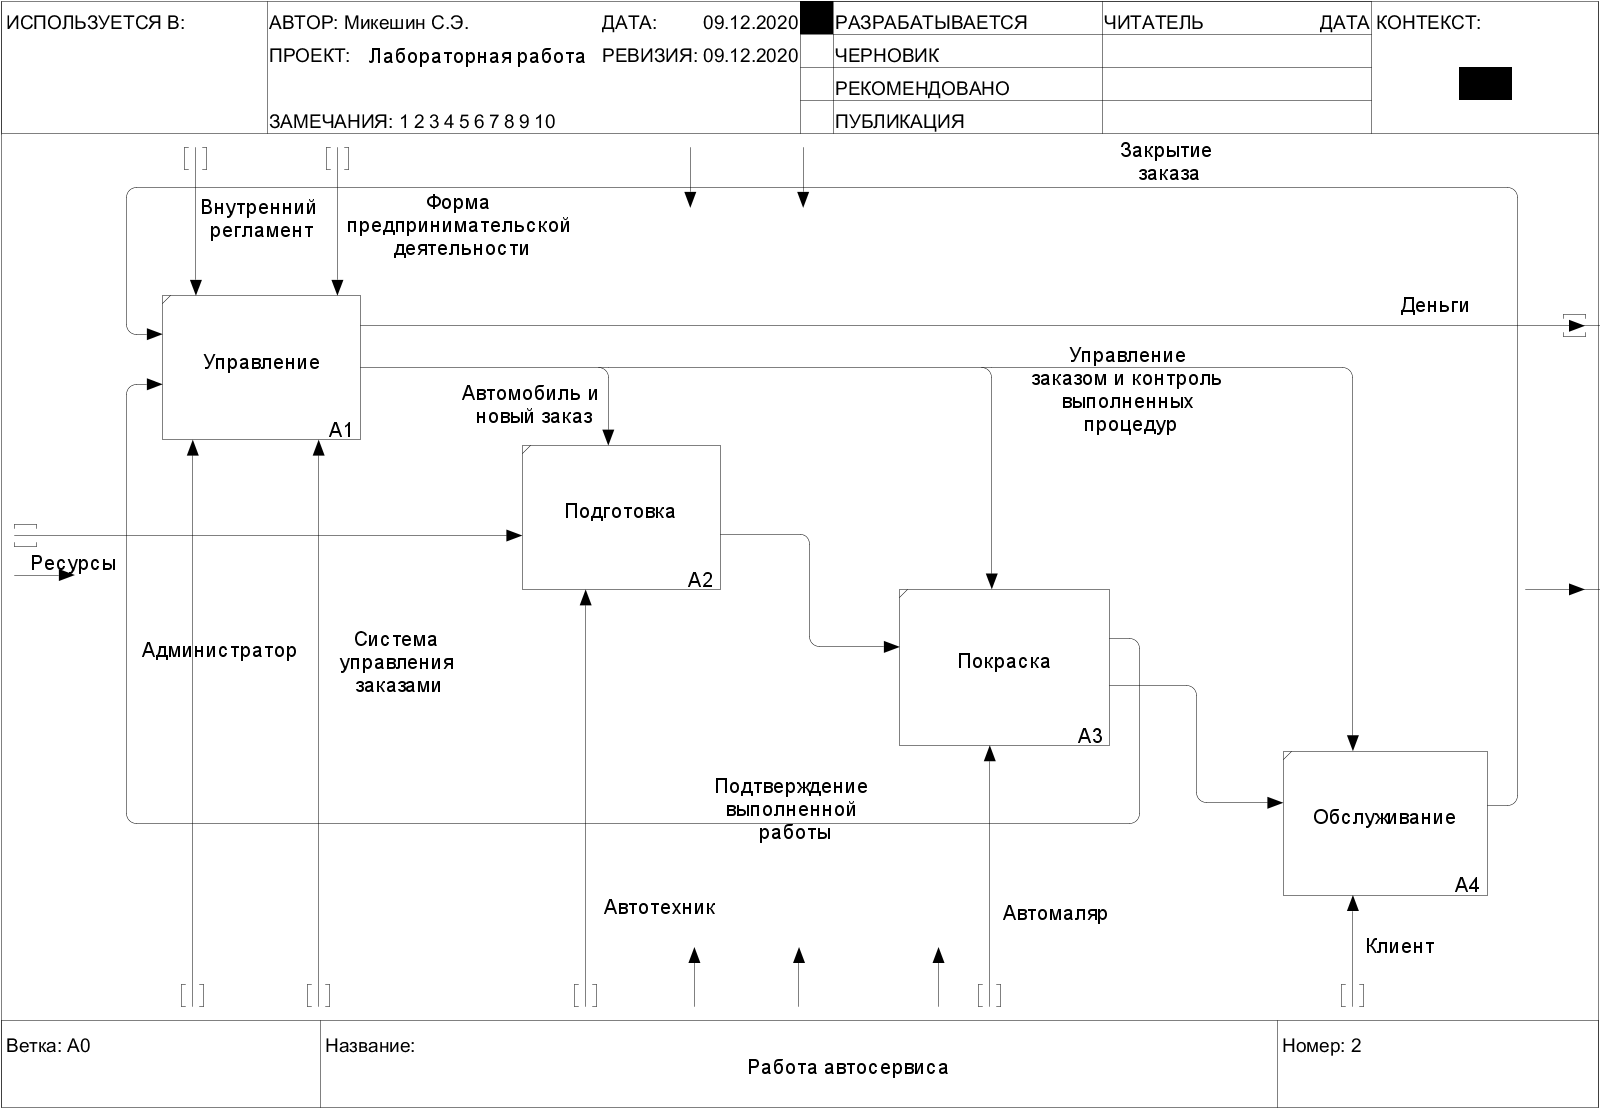 ИСПОЛЬЗУЕТСЯ В:
АВТОР: Микешин С.Э.
ДАТА: 09.12.2020
ПРОЕКТ: Лабораторная работа
РЕВИЗИЯ: 09.12.2020
ЗАМЕЧАНИЯ: 1 2 3 4 5 6 7 8 9 10
РАЗРАБАТЫВАЕТСЯ
ЧЕРНОВИК
РЕКОМЕНДОВАНО
ПУБЛИКАЦИЯ
ЧИТАТЕЛЬ
ДАТА
КОНТЕКСТ:
Закрытие
заказа
Внутренний
регламент
Форма
предпринимательской
деятельности
Деньги
Управление
A1
Автомобиль и
новый заказ
Управление
заказом и контроль
выполненных
процедур
Подготовка
A2
Ресурсы
Администратор
Система
управления
заказами
Покраска
A3
Подтверждение
выполненной
работы
Обслуживание
A4
Автотехник
Автомаляр
Клиент
Ветка: A0
Название:
Работа автосервиса
Номер: 2